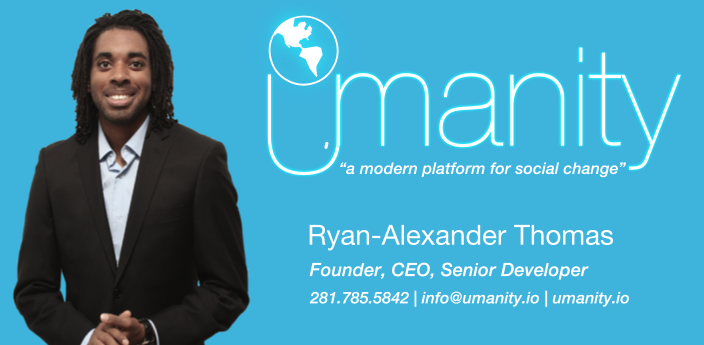 Umanity
“a modern platform for social change”
Ryan-Alexander Thomas
Founder, CEO, Senior Developer
281.785.5842 | info@umanity.io | umanity.io